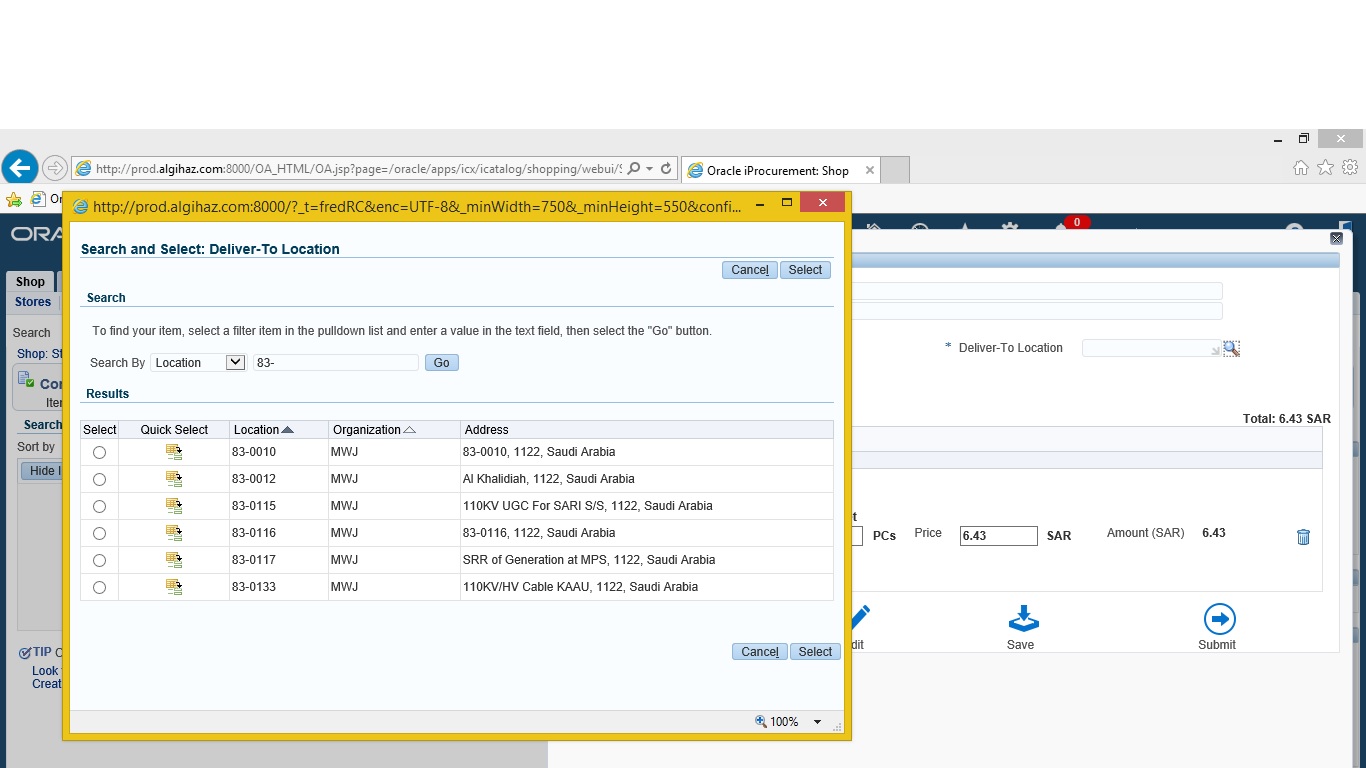 http://prod.algihaz.com:8000/OA_HTML/OA.jsp?page=/oracle/apps/icx/icatalog/shopping/webui/
Oracle iProcurement: Shop
http://prod.algihaz.com:8000/?_t=fredRC&enc=UTF-8&_minWidth=750&_minHeight=550&confi...
0
Search and Select: Deliver-To Location
Cancel Select
Search
To find your item, select a filter item in the pulldown list and enter a value in the text field, then select the "Go" button.
Search By Location 83- Go
Results
Select Quick Select Location Organization Address
83-0010 MWJ 83-0010, 1122, Saudi Arabia
83-0012 MWJ Al Khalidiah, 1122, Saudi Arabia
83-0115 MWJ 110KV UGC For SARI S/S, 1122, Saudi Arabia
83-0116 MWJ 83-0116, 1122, Saudi Arabia
83-0117 MWJ SRR of Generation at MPS, 1122, Saudi Arabia
83-0133 MWJ 110KV/HV Cable KAAU, 1122, Saudi Arabia
Cancel Select
100%
Shop
Stores
Search
Shop: St
Search
Sort by
Hide
TIP
Look
Creat
* Deliver-To Location
Total: 6.43 SAR
PCs Price 6.43 SAR Amount (SAR) 6.43
dit Save Submit